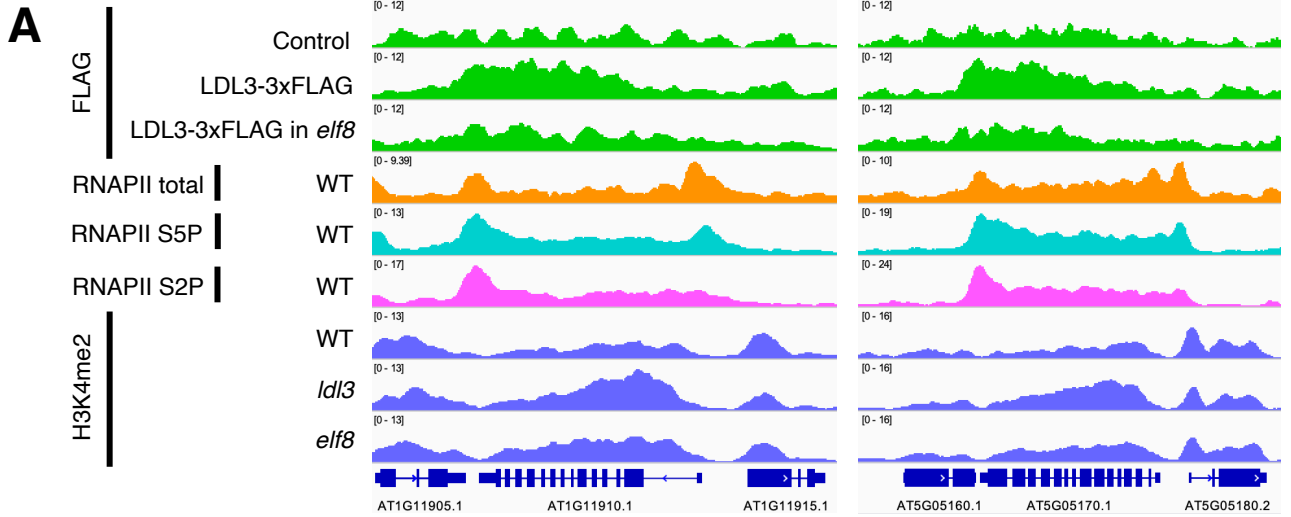 A
FLAG
Control
[0 - 12]
[0 - 12]
LDL3-3xFLAG
[0 - 12]
[0 - 12]
LDL3-3xFLAG in elf8
[0 - 12]
[0 - 12]
RNAPII total
WT
[0 - 9.39]
[0 - 10]
RNAPII S5P
WT
[0 - 13]
[0 - 19]
RNAPII S2P
WT
[0 - 17]
[0 - 24]
H3K4me2
WT
[0 - 13]
[0 - 16]
ldl3
[0 - 13]
[0 - 16]
elf8
[0 - 13]
[0 - 16]
AT1G11905.1 AT1G11910.1 AT1G11915.1
AT5G05160.1 AT5G05170.1 AT5G05180.2